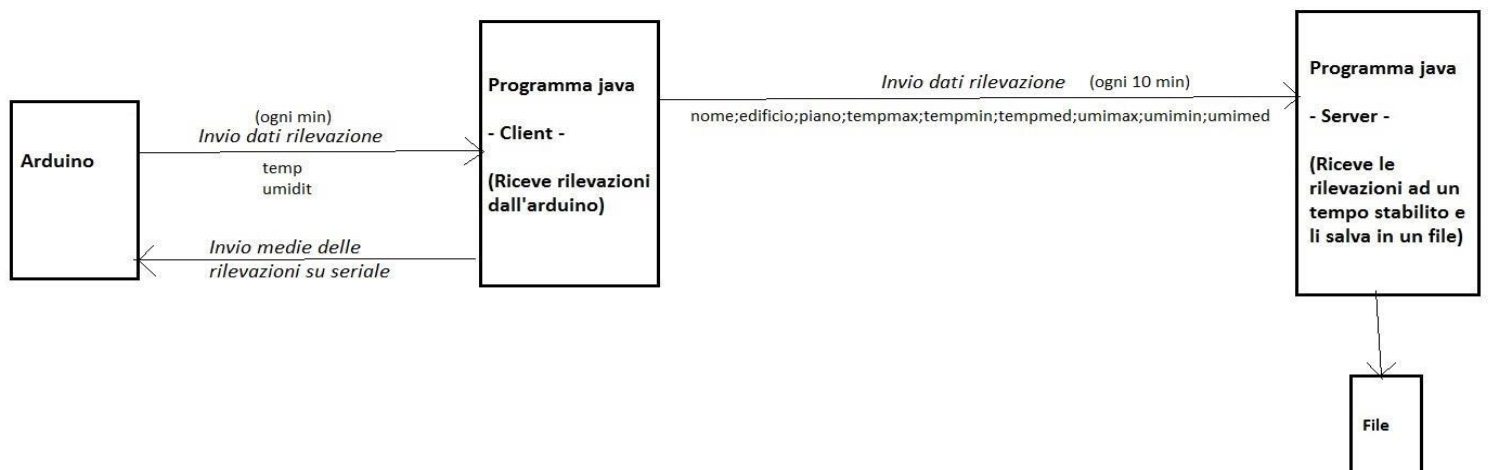 Arduino
(ogni min)
Invio dati rilevazione
temp
umidit
Invio medie delle
rilevazioni su seriale
Programma java
- Client -
(Riceve rilevazioni
dall'arduino)
Invio dati rilevazione (ogni 10 min)
nome;edificio;piano;tempmax;tempmin;tempmed;umimax;umimin;umimed
Programma java
- Server -
(Riceve le
rilevazioni ad un
tempo stabilito e
li salva in un file)
File